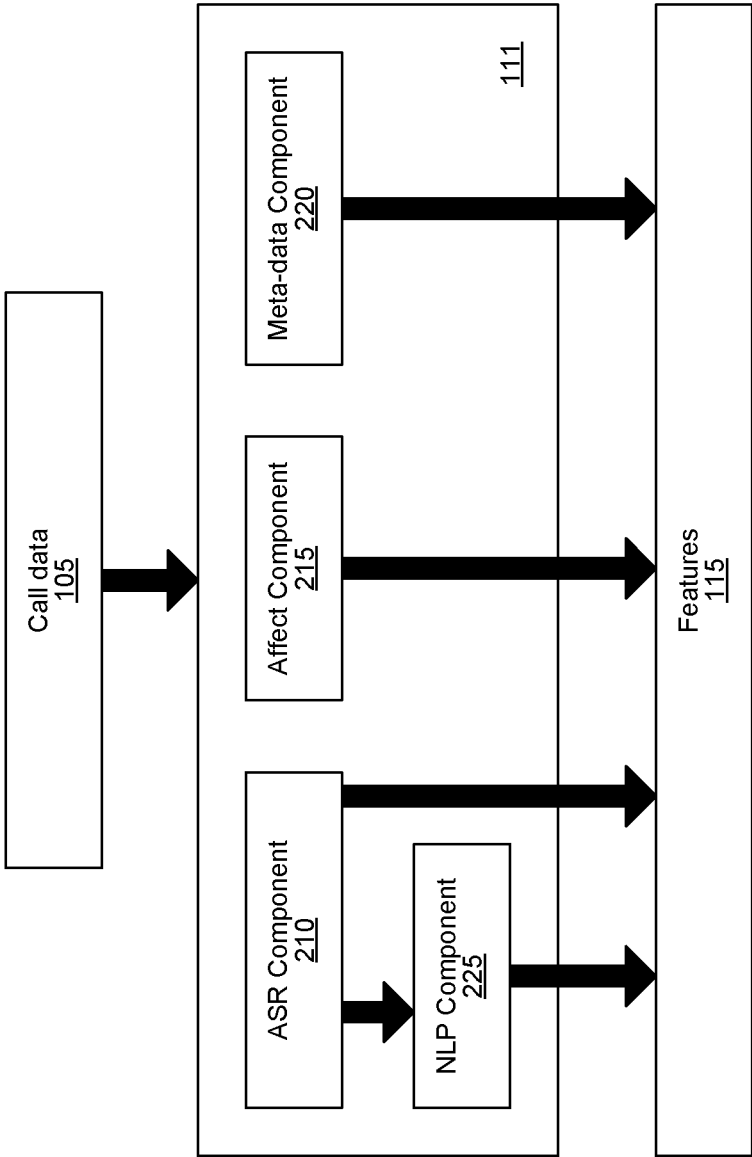 Call data
105
111
ASR Component
210
Affect Component
215
Meta-data Component
220
NLP Component
225
Features
115